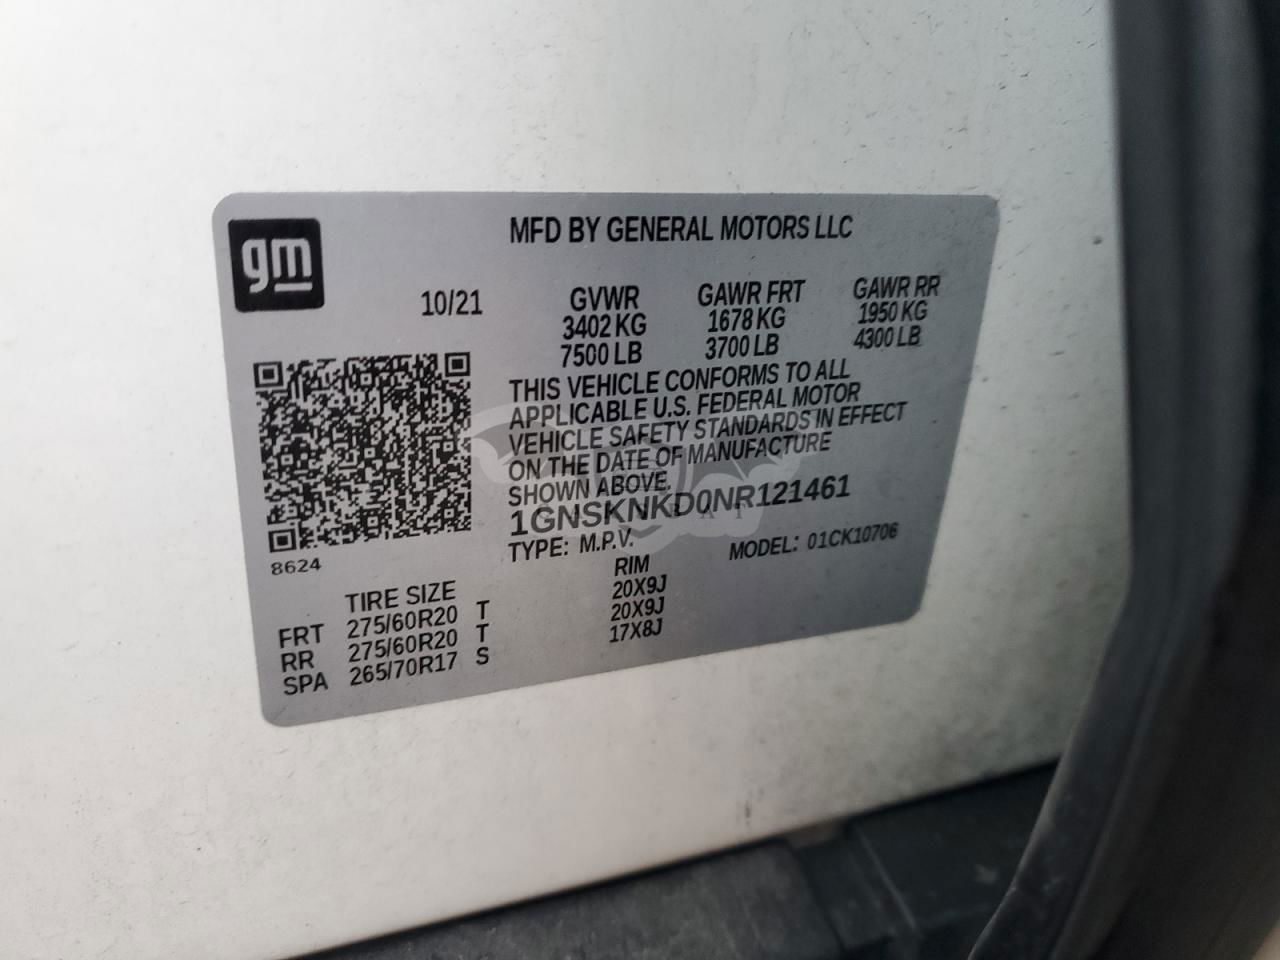 gm
MFD BY GENERAL MOTORS LLC
10/21
GVWR GAWR FRT GAWR RR
3402 KG 1678 KG 1950 KG
7500 LB 3700 LB 4300 LB
THIS VEHICLE CONFORMS TO ALL
APPLICABLE U.S. FEDERAL MOTOR
VEHICLE SAFETY STANDARDS IN EFFECT
ON THE DATE OF MANUFACTURE
SHOWN ABOVE.
1GNSKNKD0NR121461
TYPE: M.P.V. MODEL: 01CK10706
8624
TIRE SIZE RIM
FRT 275/60R20 T 20X9J
RR 275/60R20 T 20X9J
SPA 265/70R17 S 17X8J